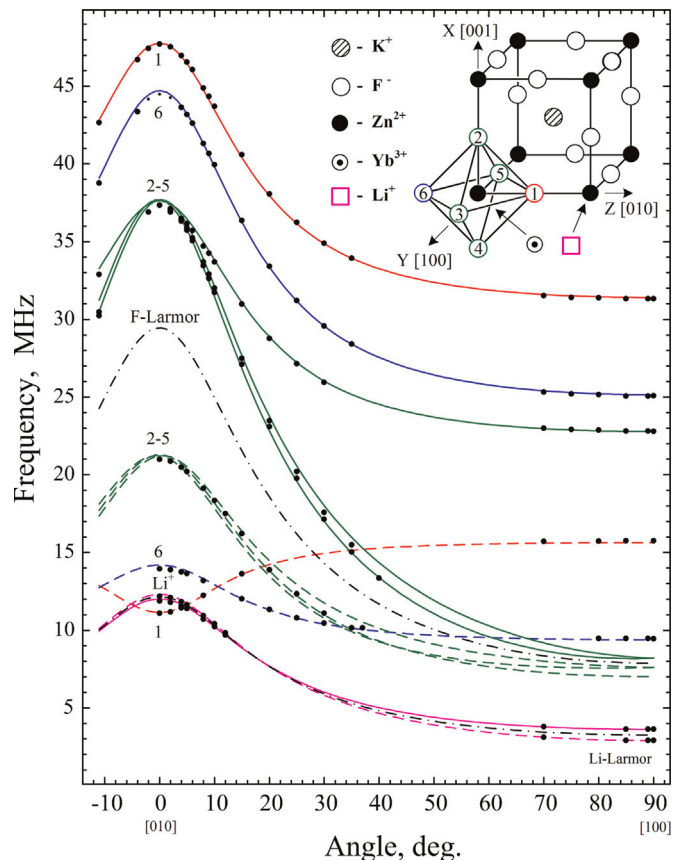 Frequency, MHz
45
40
35
30
25
20
15
10
5
1
6
2-5
F-Larmor
2-5
6
Li+
1
Li-Larmor
- K+
- F -
- Zn2+
- Yb3+
- Li+
X [001]
2
5
6
1
3
4
Z [010]
Y [100]
-10 0 10 20 30 40 50 60 70 80 90
[010] [100]
Angle, deg.